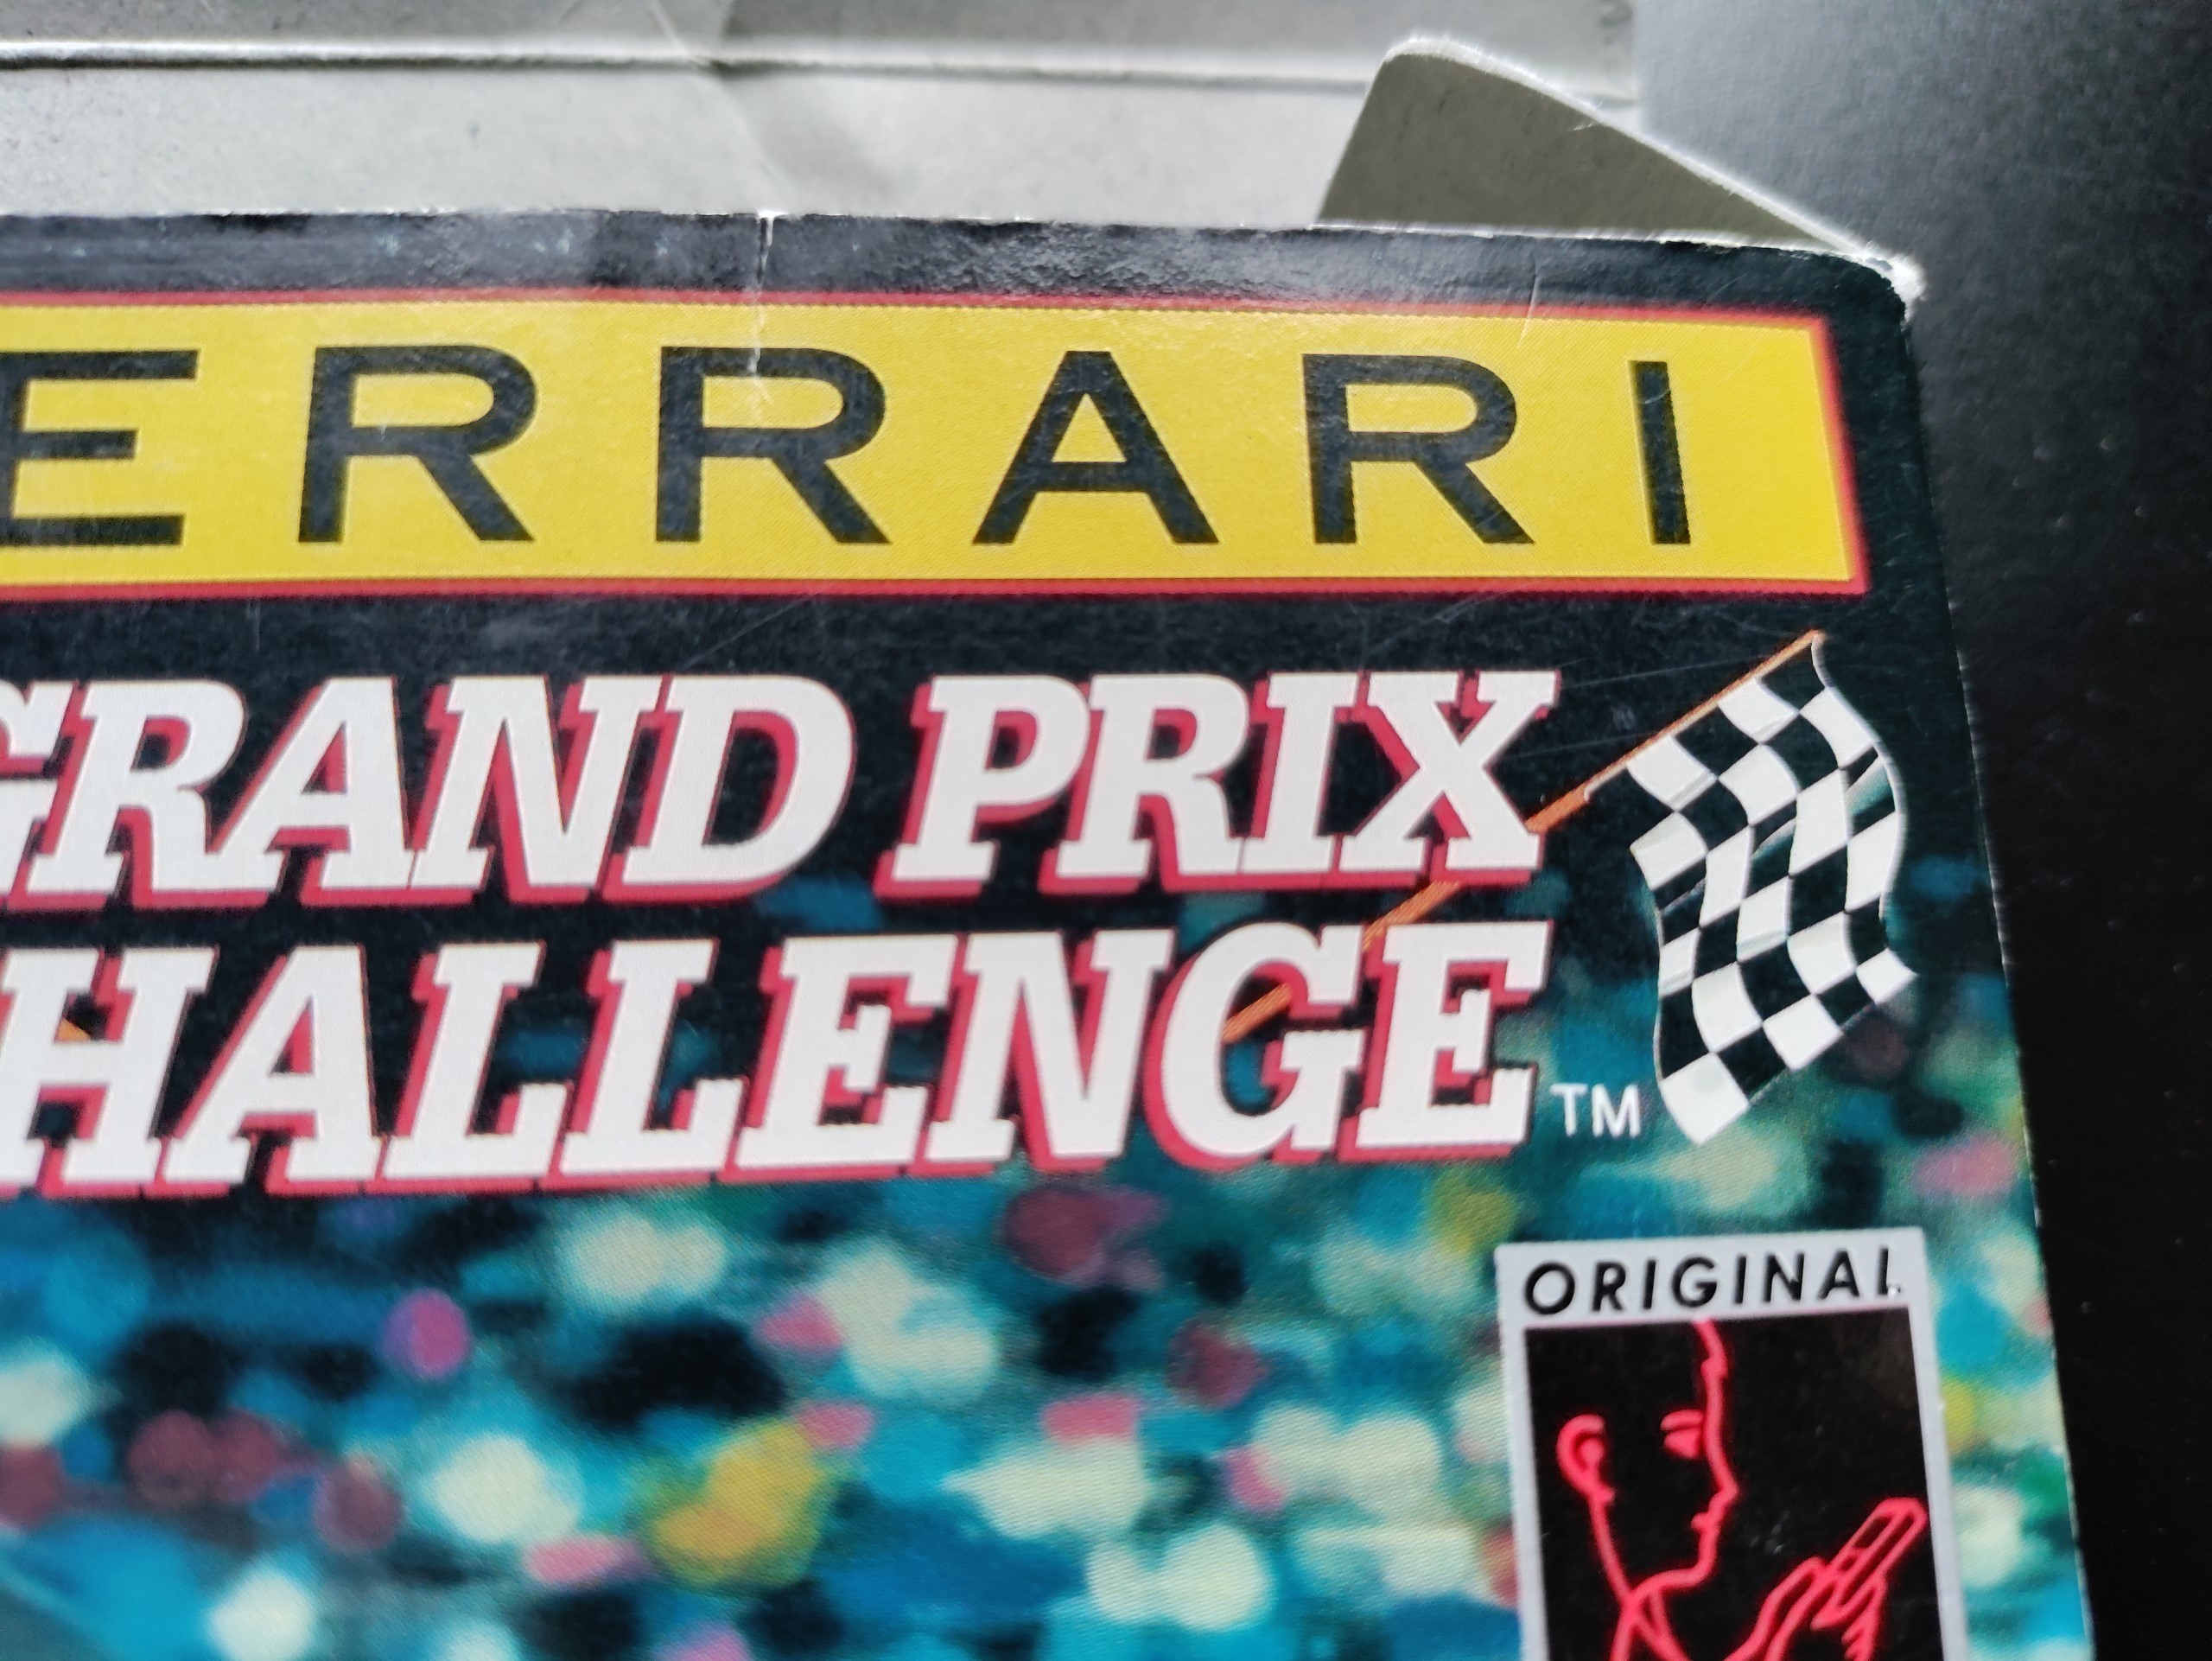 ERRARI
GRAND PRIX
HALLENGE TM
ORIGINAL